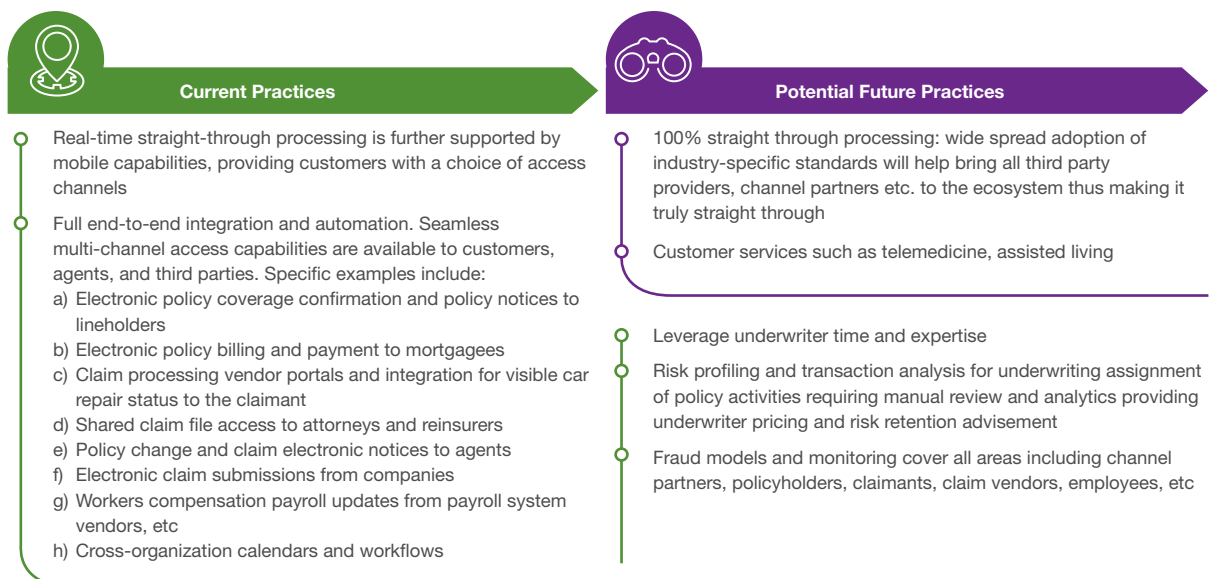 Current Practices
Real-time straight-through processing is further supported by
mobile capabilities, providing customers with a choice of access
channels
Full end-to-end integration and automation. Seamless
multi-channel access capabilities are available to customers,
agents, and third parties. Specific examples include:
a) Electronic policy coverage confirmation and policy notices to
lineholders
b) Electronic policy billing and payment to mortgagees
c) Claim processing vendor portals and integration for visible car
repair status to the claimant
d) Shared claim file access to attorneys and reinsurers
e) Policy change and claim electronic notices to agents
f) Electronic claim submissions from companies
g) Workers compensation payroll updates from payroll system
vendors, etc
h) Cross-organization calendars and workflows
Potential Future Practices
100% straight through processing: wide spread adoption of
industry-specific standards will help bring all third party
providers, channel partners etc. to the ecosystem thus making it
truly straight through
Customer services such as telemedicine, assisted living
Leverage underwriter time and expertise
Risk profiling and transaction analysis for underwriting assignment
of policy activities requiring manual review and analytics providing
underwriter pricing and risk retention advisement
Fraud models and monitoring cover all areas including channel
partners, policyholders, claimants, claim vendors, employees, etc